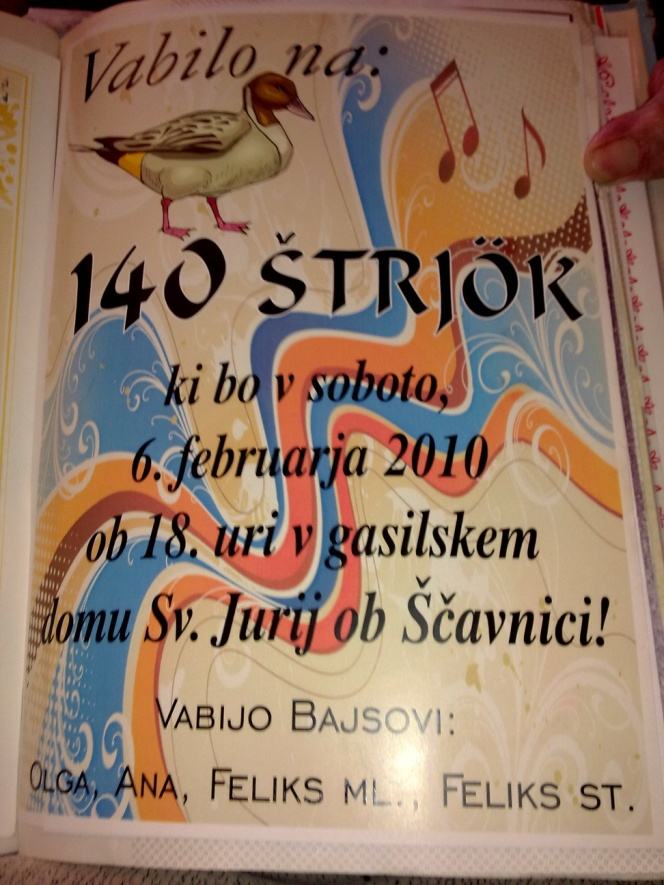 Vabilo na:
140 ŠTRJÖK
ki bo v soboto,
6. februarja 2010
ob 18. uri v gasilskem
domu Sv. Jurij ob Ščavnici!
VABIJO BAJSOVI:
OLGA, ANA, FELIKS ML., FELIKS ST.